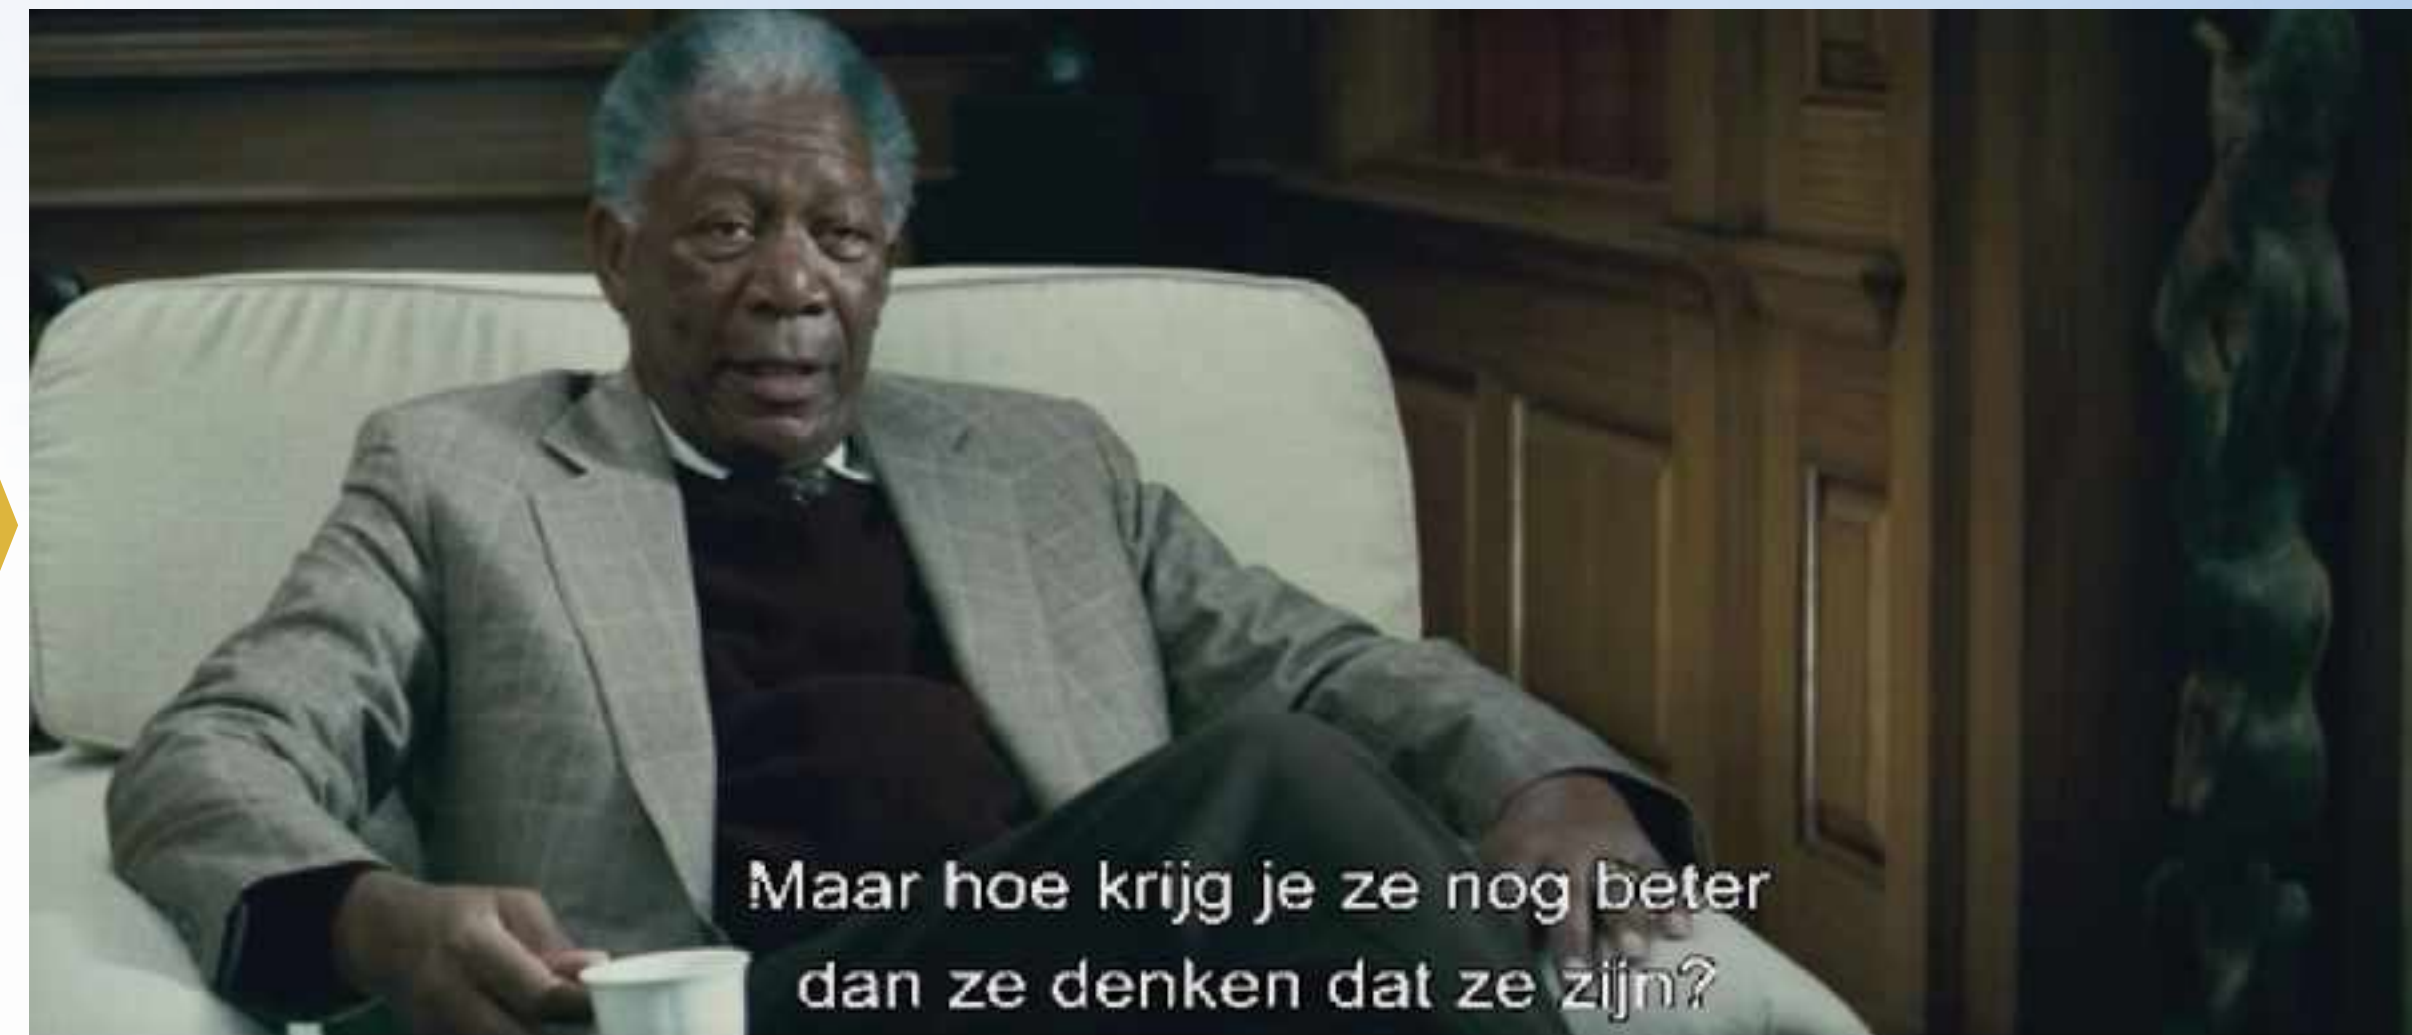 Maar hoe krijg je ze nog beter
dan ze denken dat ze zijn?